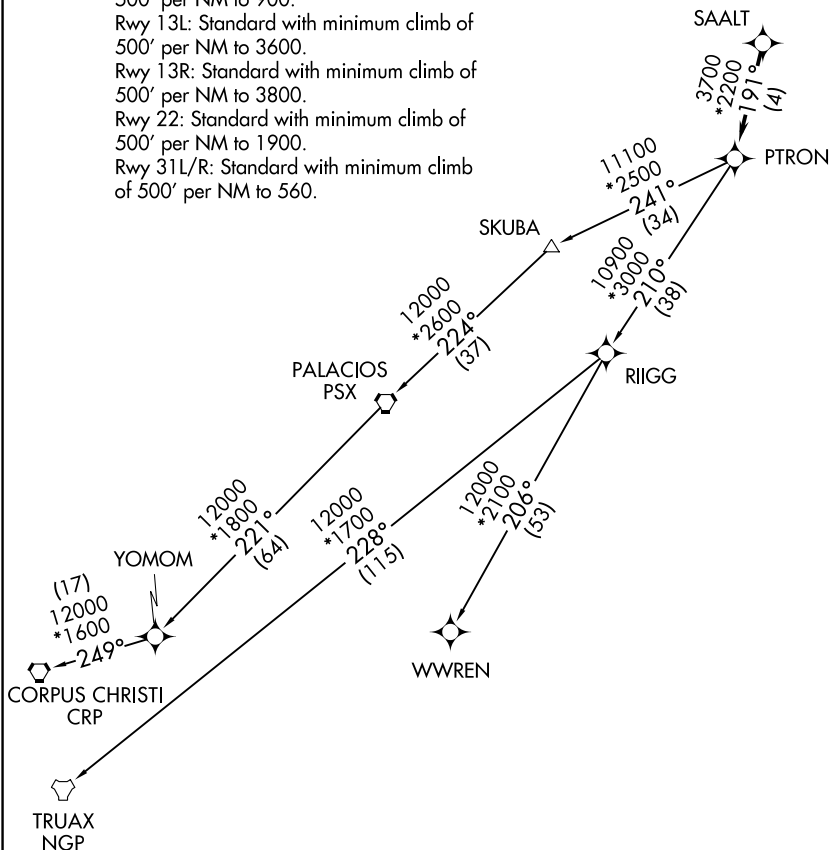 500' per NM to 900.
Rwy 13L: Standard with minimum climb of
500' per NM to 3600.
Rwy 13R: Standard with minimum climb of
500' per NM to 3800.
Rwy 22: Standard with minimum climb of
500' per NM to 1900.
Rwy 31L/R: Standard with minimum climb
of 500' per NM to 560.
SAALT
3700
*2200
191°
(4)
PTRON
11100
*2500
241°
(34)
SKUBA
10900
*3000
210°
(38)
RIIGG
12000
*2600
224°
(37)
PALACIOS
PSX
12000
*1800
221°
(64)
12000
*1700
228°
(115)
12000
*2100
206°
(53)
YOMOM
(17)
12000
*1600
249°
CORPUS CHRISTI
CRP
WWREN
TRUAX
NGP